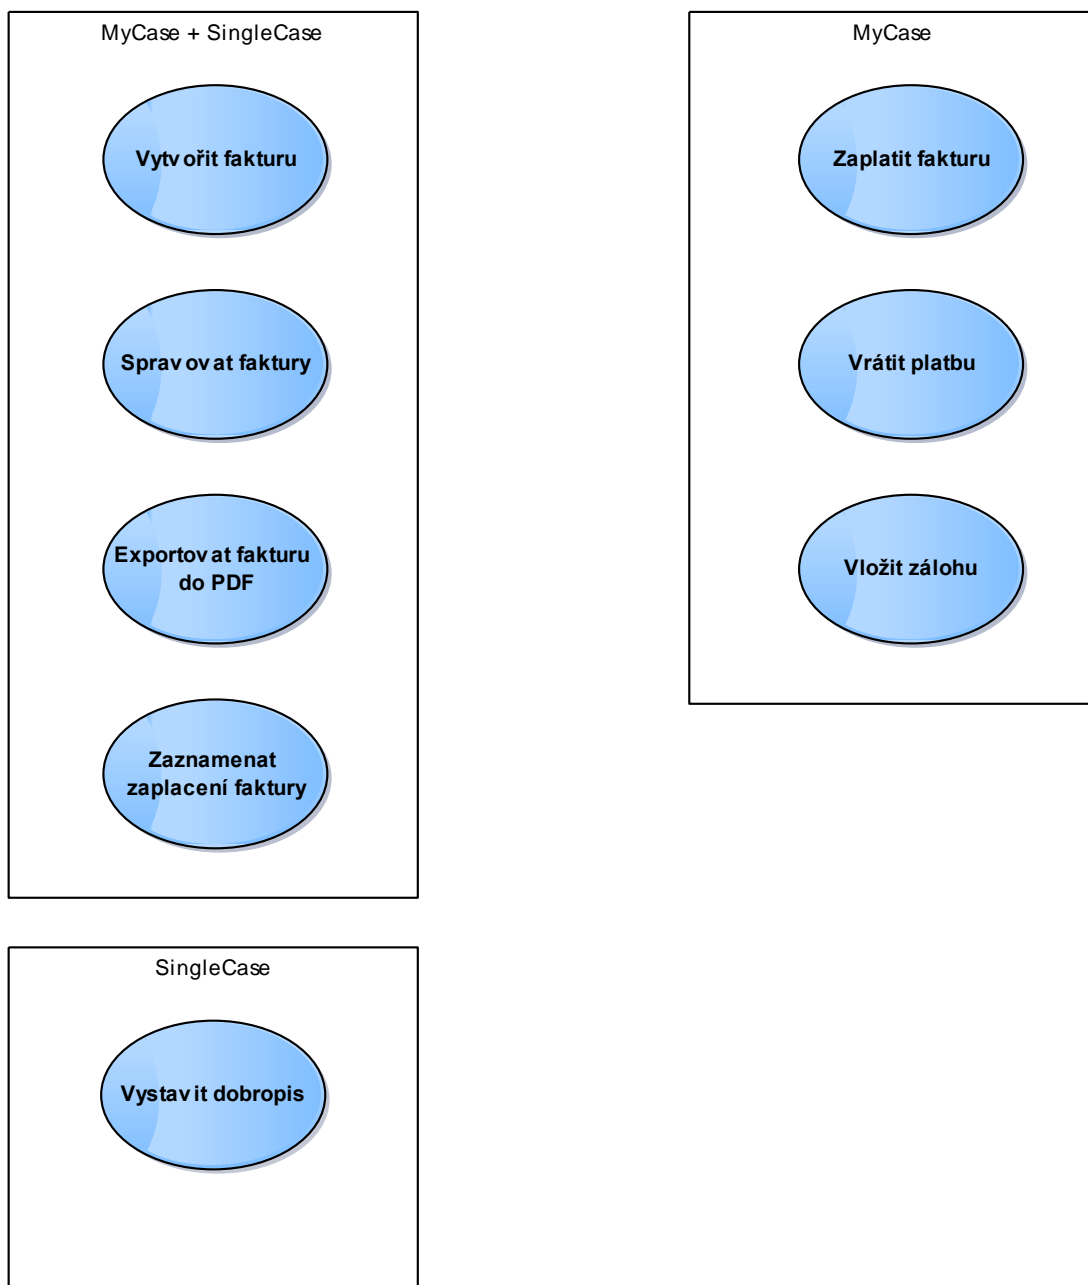 MyCase + SingleCase
Vytvořit fakturu
Spravovat faktury
Exportovat fakturu
do PDF
Zaznamenat
zaplacení faktury
MyCase
Zaplatit fakturu
Vrátit platbu
Vložit zálohu
SingleCase
Vystavit dobropis